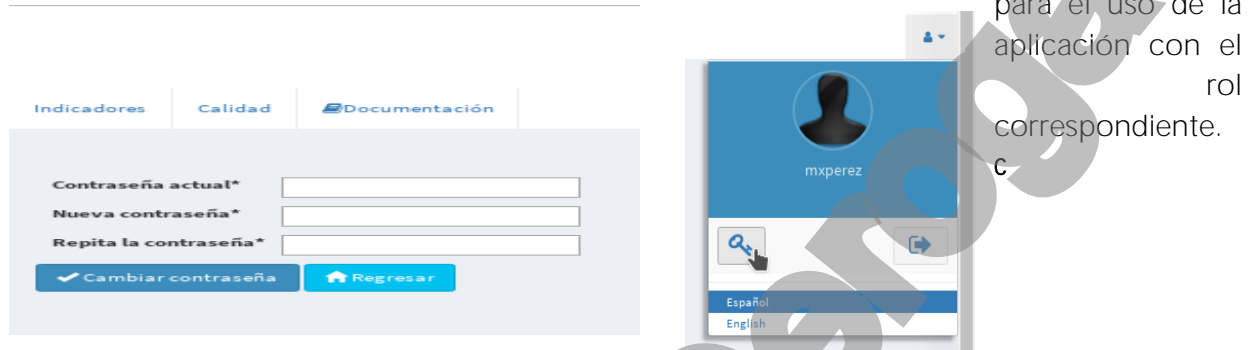 Indicadores Calidad Documentación
Contraseña actual*
Nueva contraseña*
Repita la contraseña*
Cambiar contraseña Regresar
mxperez
Español
English
para el uso de la
aplicación con el
rol
correspondiente.
C